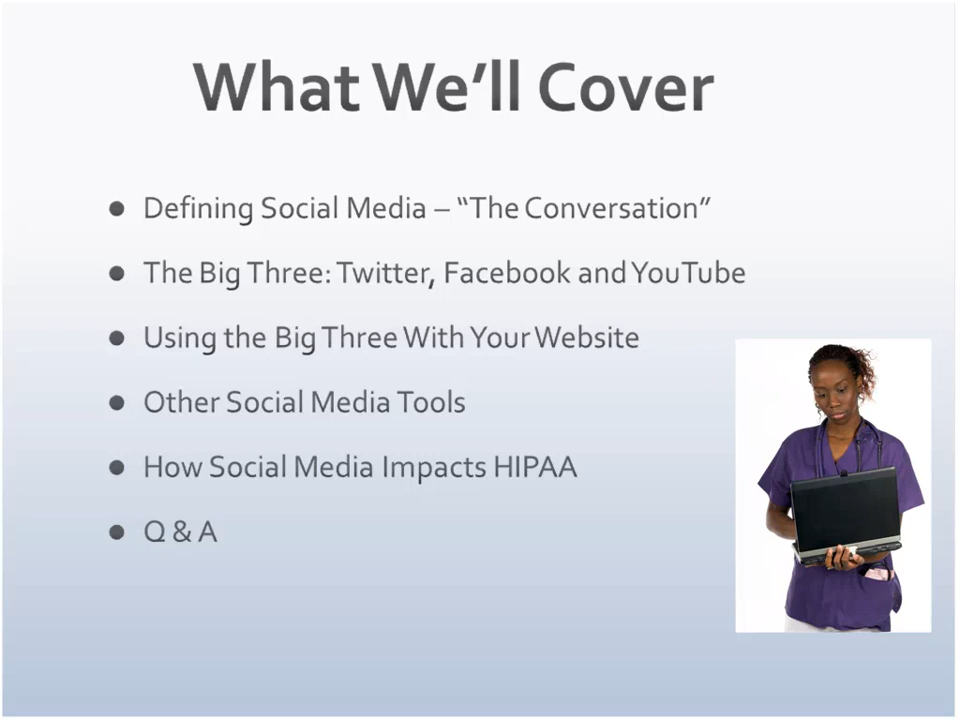 What We’ll Cover
● Defining Social Media – “The Conversation”
● The Big Three: Twitter, Facebook and YouTube
● Using the Big Three With Your Website
● Other Social Media Tools
● How Social Media Impacts HIPAA
● Q & A